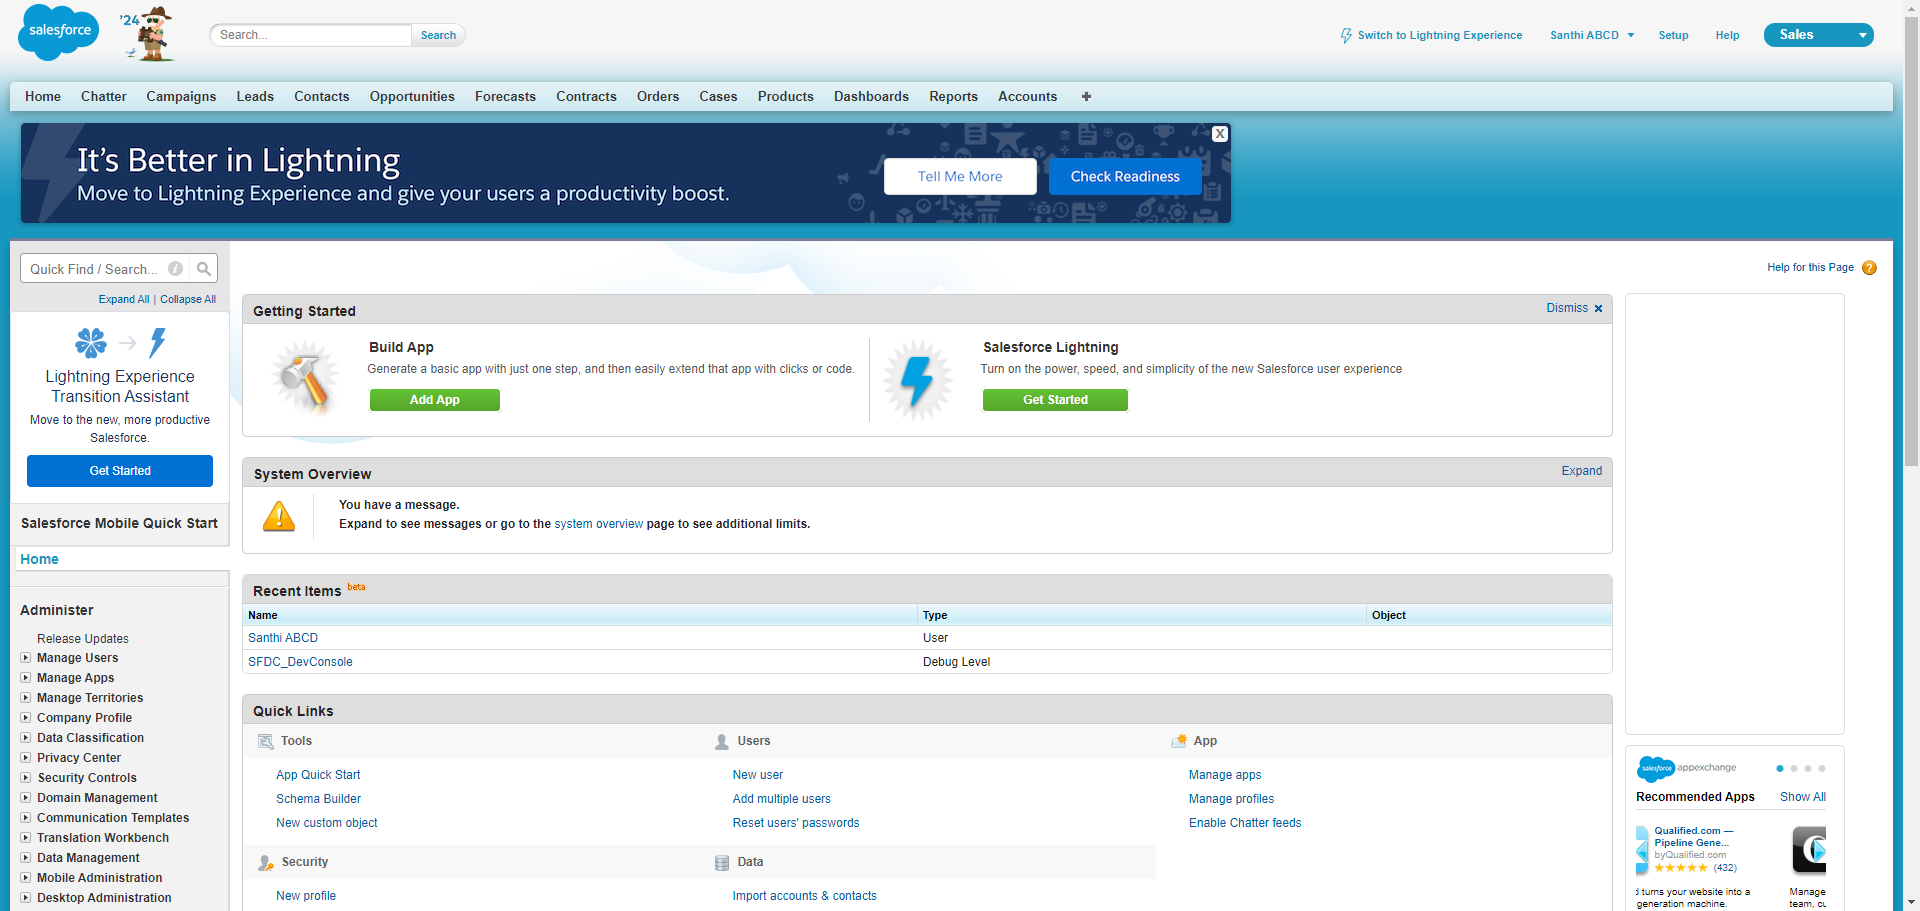 salesforce
'24
Search...
Search
Switch to Lightning Experience
Santhi ABCD
Setup
Help
Sales
Home
Chatter
Campaigns
Leads
Contacts
Opportunities
Forecasts
Contracts
Orders
Cases
Products
Dashboards
Reports
Accounts
+
It's Better in Lightning
Move to Lightning Experience and give your users a productivity boost.
Tell Me More
Check Readiness
X
Quick Find / Search...
Expand All | Collapse All
Lightning Experience
Transition Assistant
Move to the new, more productive
Salesforce.
Get Started
Salesforce Mobile Quick Start
Home
Administer
Release Updates
Manage Users
Manage Apps
Manage Territories
Company Profile
Data Classification
Privacy Center
Security Controls
Domain Management
Communication Templates
Translation Workbench
Data Management
Mobile Administration
Desktop Administration
Help for this Page ?
Getting Started
Dismiss x
Build App
Generate a basic app with just one step, and then easily extend that app with clicks or code.
Add App
Salesforce Lightning
Turn on the power, speed, and simplicity of the new Salesforce user experience
Get Started
System Overview
Expand
You have a message.
Expand to see messages or go to the system overview page to see additional limits.
Recent Items beta
Name Type Object
Santhi ABCD User
SFDC_DevConsole Debug Level
Quick Links
Tools
App Quick Start
Schema Builder
New custom object
Users
New user
Add multiple users
Reset users' passwords
App
Manage apps
Manage profiles
Enable Chatter feeds
Security
New profile
Data
Import accounts & contacts
salesforce appexchange
Recommended Apps Show All
Qualified.com —
Pipeline Gene...
byQualified.com
(432)
turns your website into a
generation machine.
Manage
team, cu